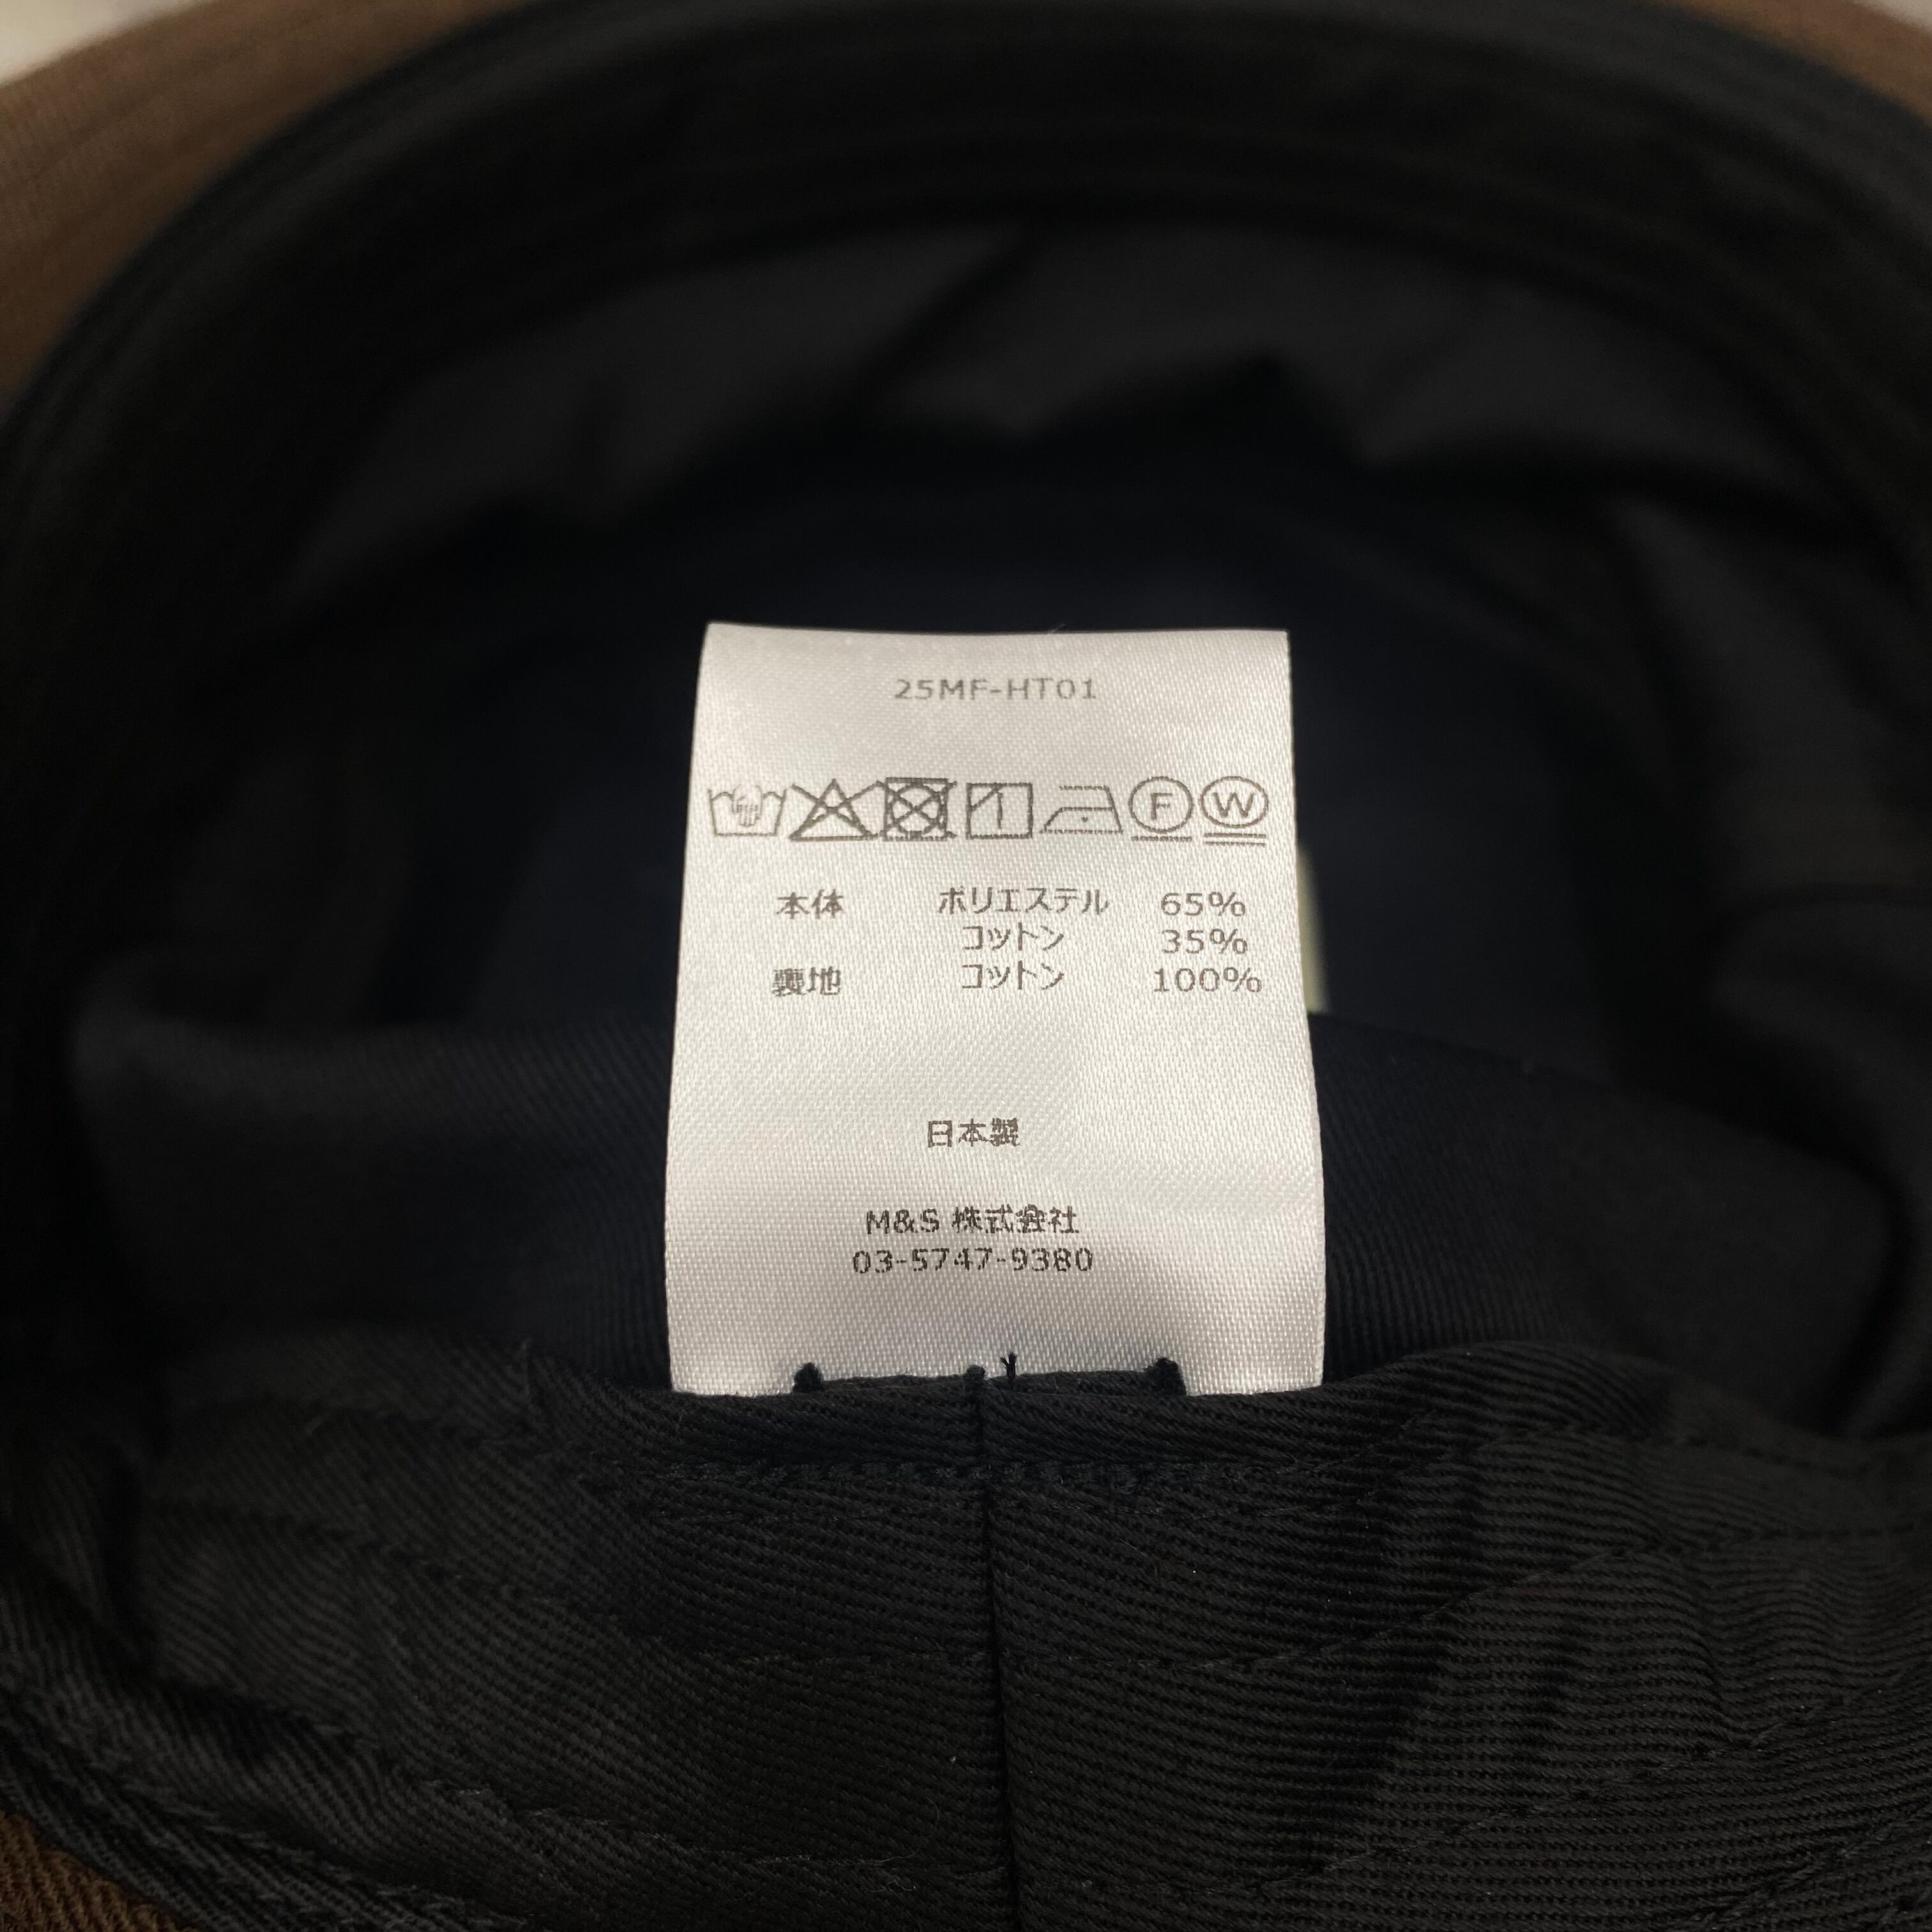 25MF-HT01
F W
本体 ポリエステル 65%
コットン 35%
裏地 コットン 100%
日本製
M&S 株式会社
03-5747-9380